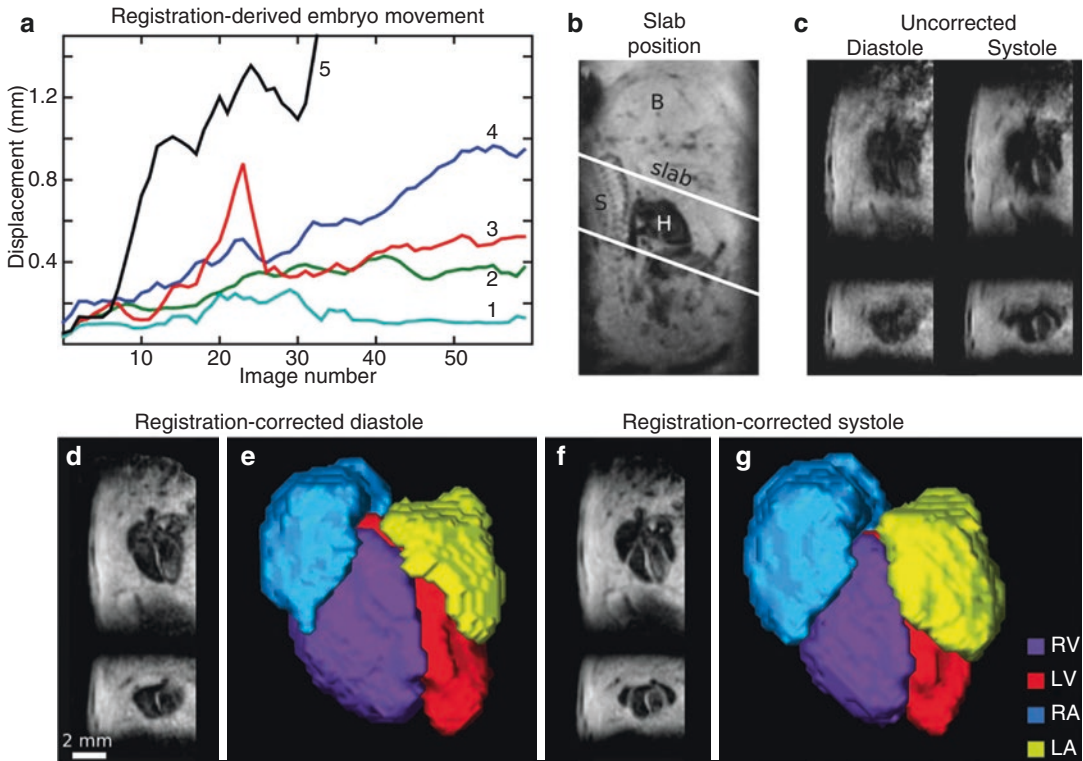 Registration-derived embryo movement
a
Displacement (mm)
1.2
0.8
0.4
5
4
3
2
1
10
20
30
40
50
Image number
b
Slab
position
B
slab
S
H
c
Uncorrected
Diastole
Systole
Registration-corrected diastole
d
2 mm
e
Registration-corrected systole
f
g
RV
LV
RA
LA